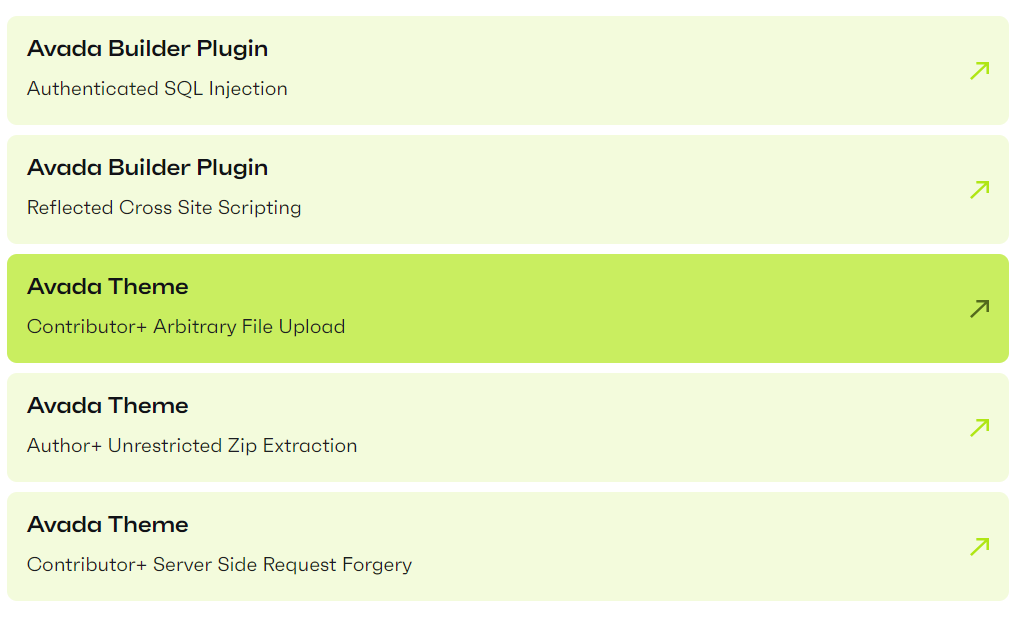 Avada Builder Plugin
Authenticated SQL Injection
Avada Builder Plugin
Reflected Cross Site Scripting
Avada Theme
Contributor+ Arbitrary File Upload
Avada Theme
Author+ Unrestricted Zip Extraction
Avada Theme
Contributor+ Server Side Request Forgery